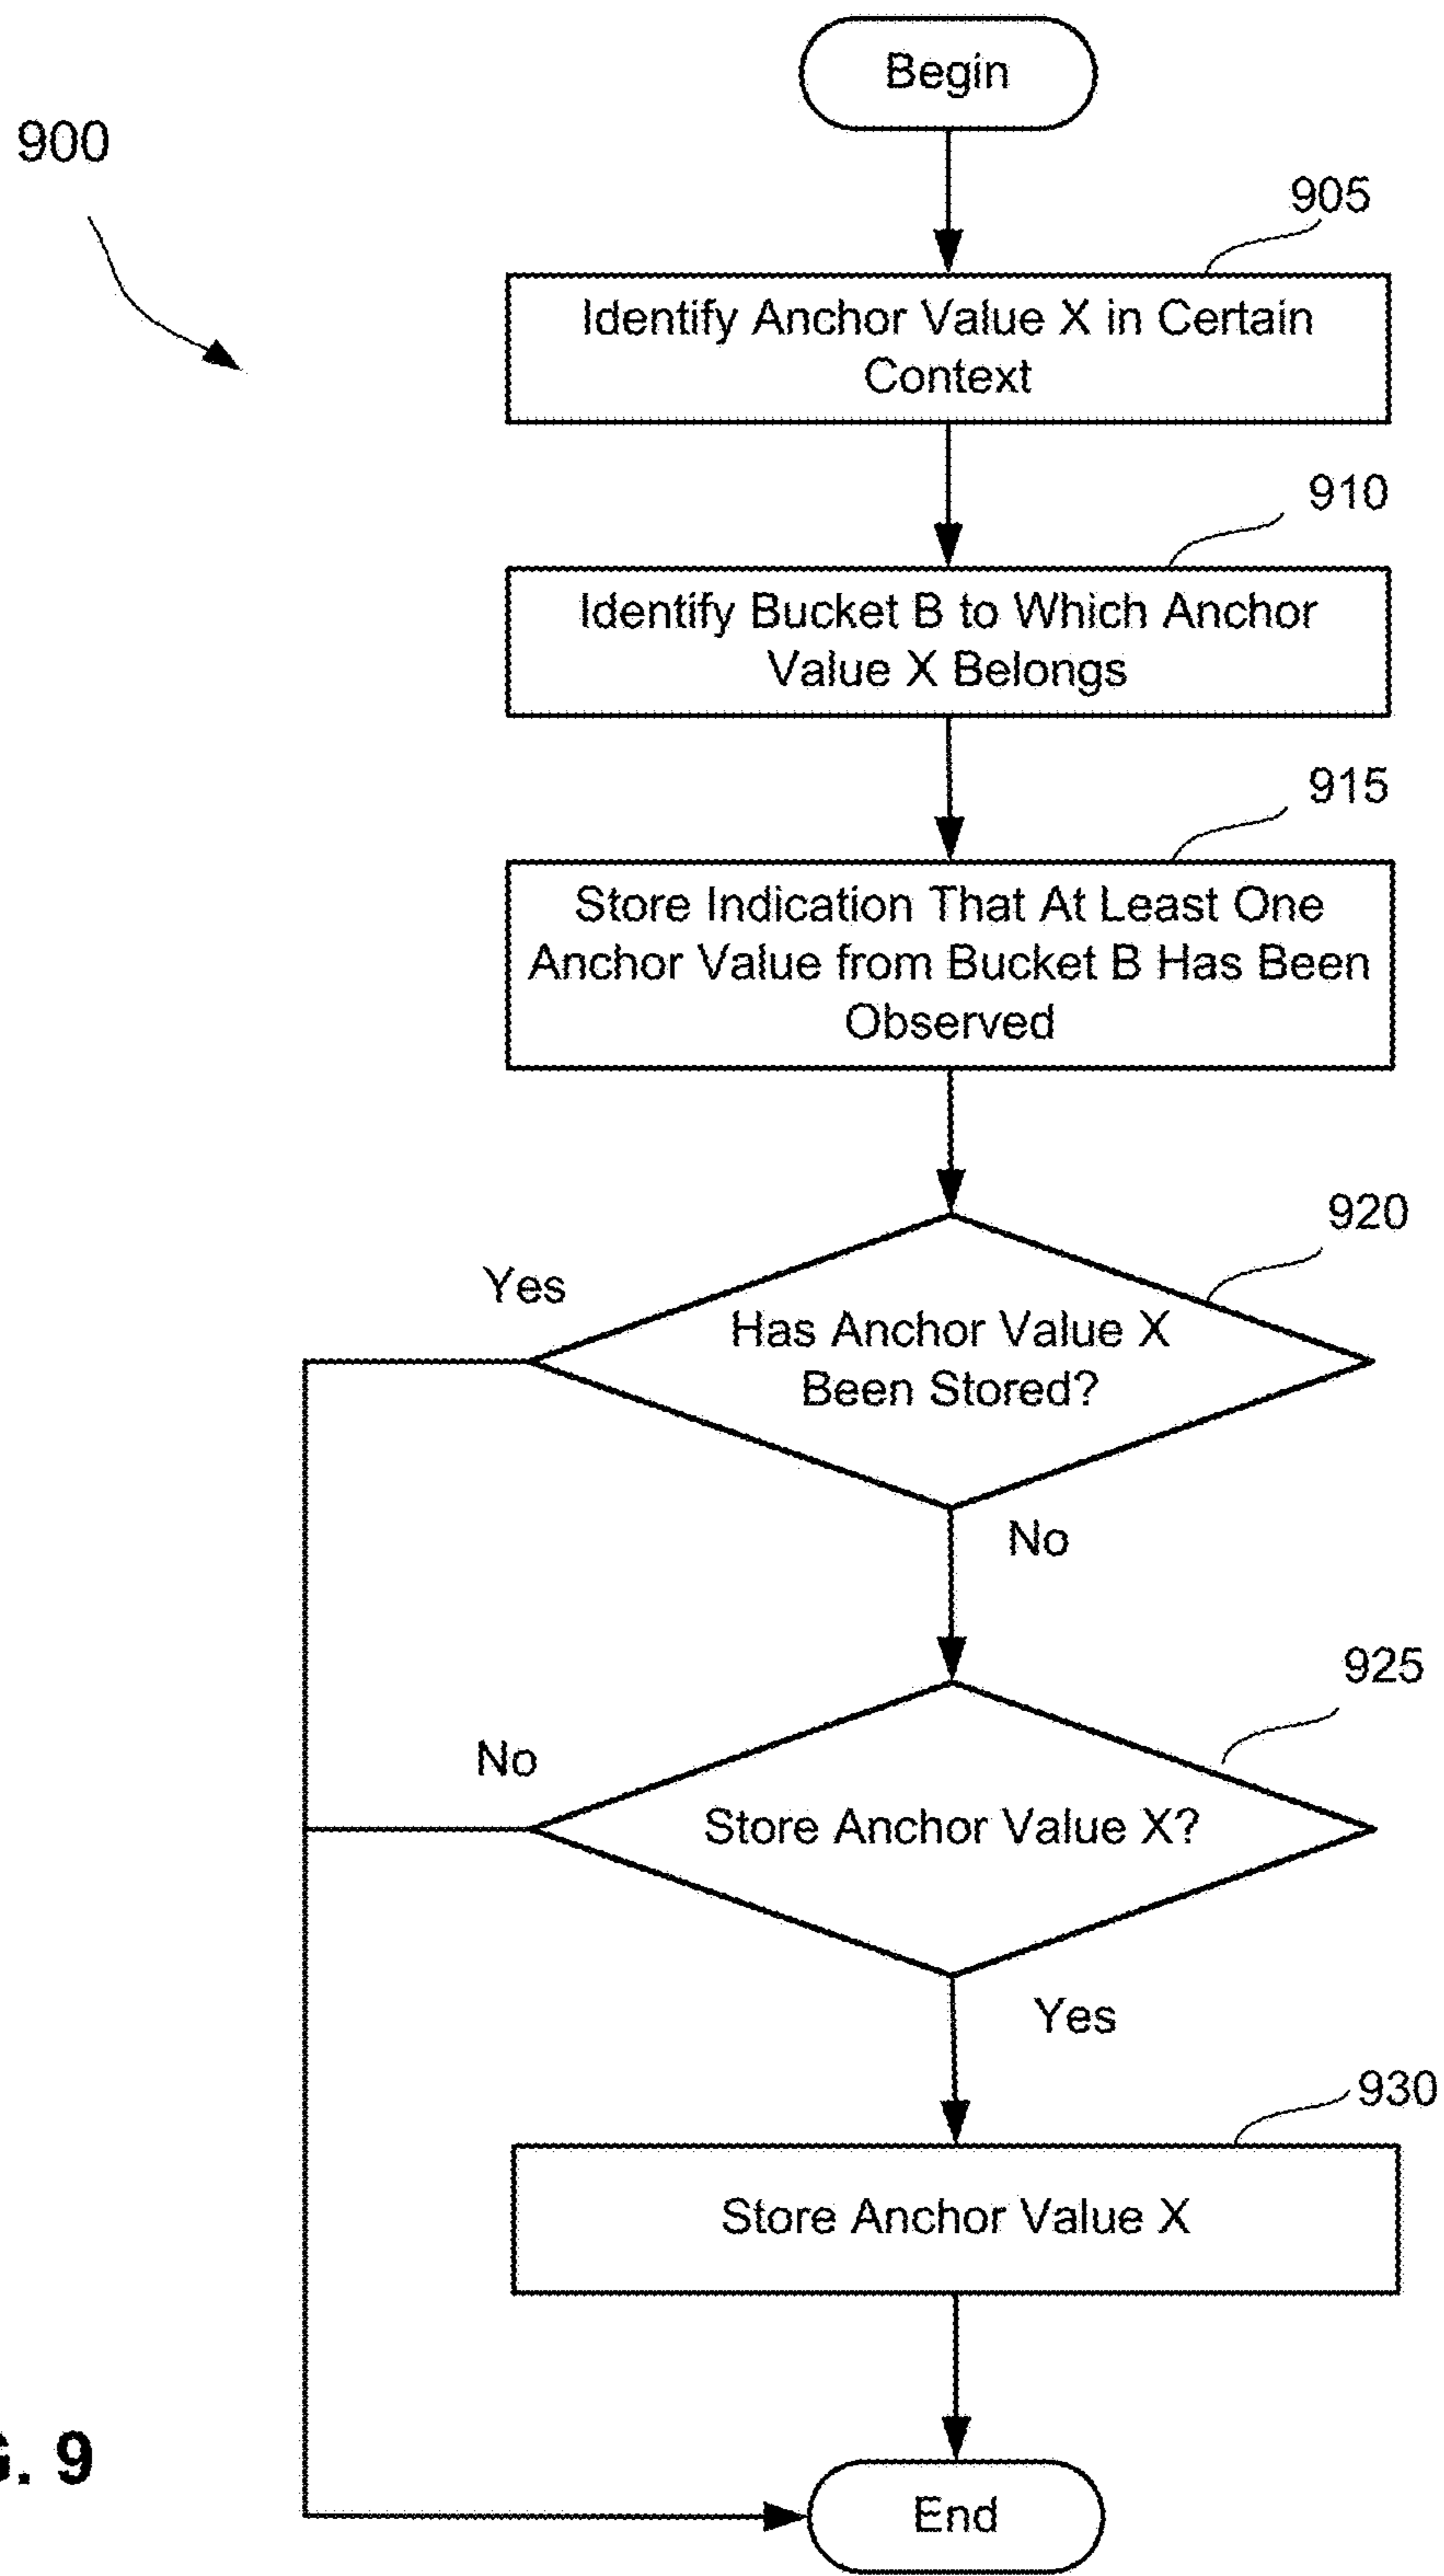 Begin
900
905
Identify Anchor Value X in Certain
Context
910
Identify Bucket B to Which Anchor
Value X Belongs
915
Store Indication That At Least One
Anchor Value from Bucket B Has Been
Observed
920
Yes
Has Anchor Value X
Been Stored?
No
925
No
Store Anchor Value X?
Yes
930
Store Anchor Value X
G. 9
End